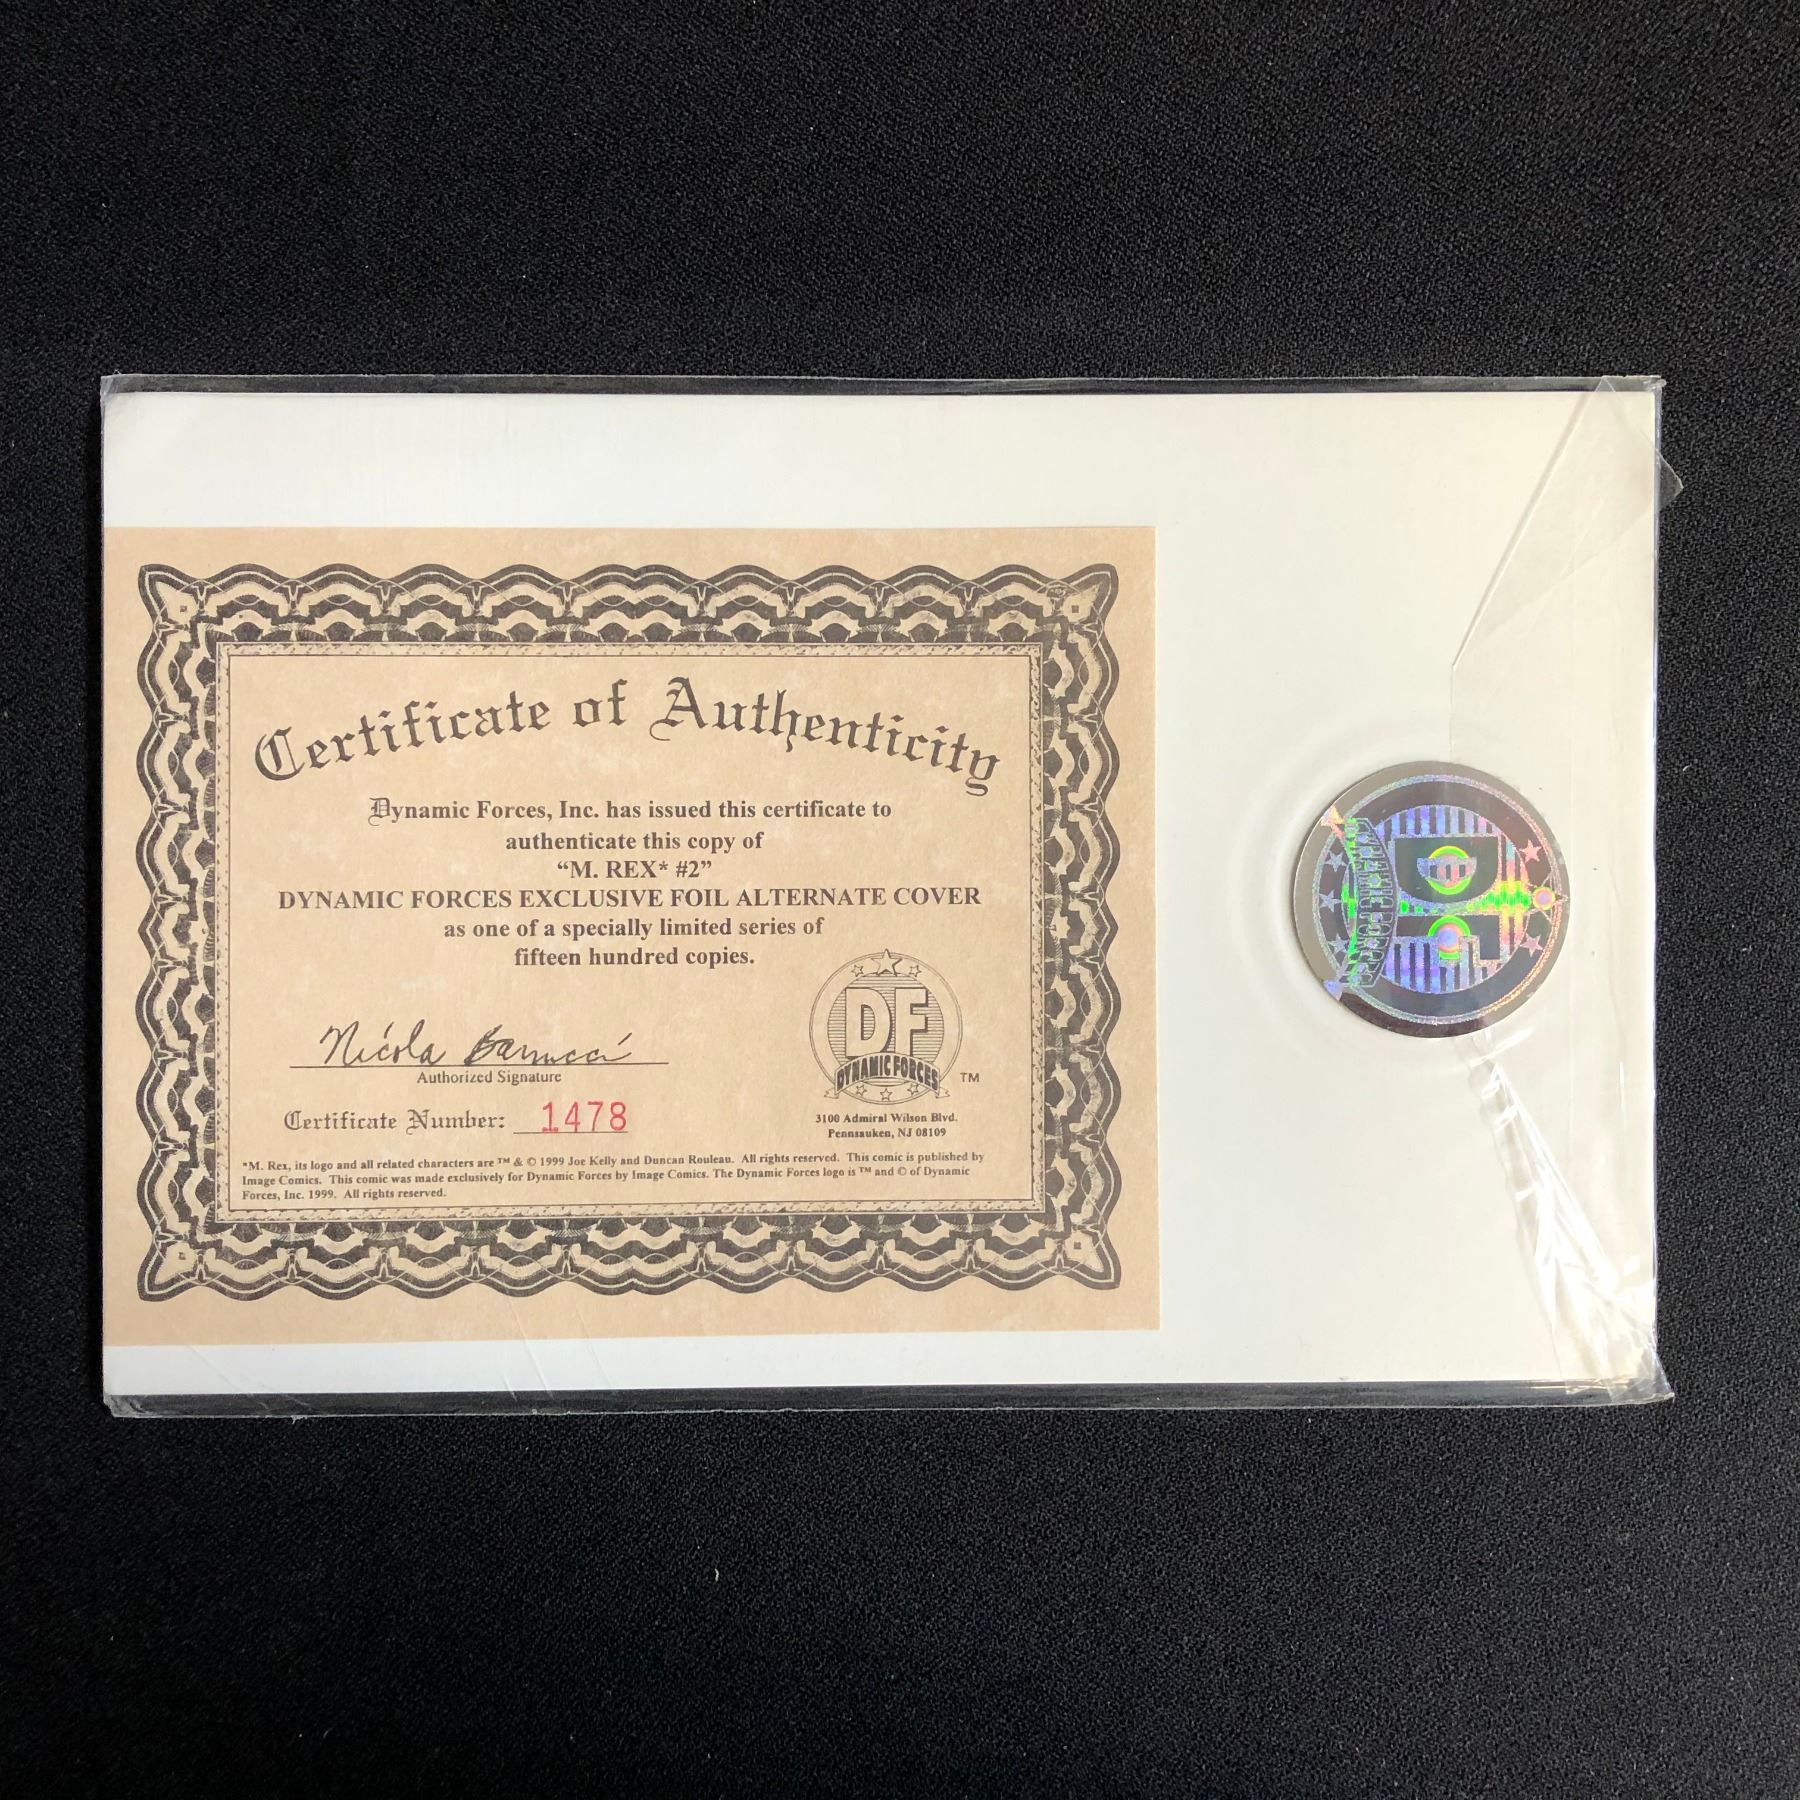 Certificate of Authenticity
Dynamic Forces, Inc. has issued this certificate to
authenticate this copy of
“M. REX* #2”
DYNAMIC FORCES EXCLUSIVE FOIL ALTERNATE COVER
as one of a specially limited series of
fifteen hundred copies.
Nicola Barrucci
Authorized Signature
Certificate Number: 1478
DF
DYNAMIC FORCES
TM
3100 Admiral Wilson Blvd.
Pennsauken, NJ 08109
*M. Rex, its logo and all related characters are ™ & © 1999 Joe Kelly and Duncan Rouleau. All rights reserved. This comic is published by
Image Comics. This comic was made exclusively for Dynamic Forces by Image Comics. The Dynamic Forces logo is ™ and © of Dynamic
Forces, Inc. 1999. All rights reserved.
DF
DYNAMIC FORCES